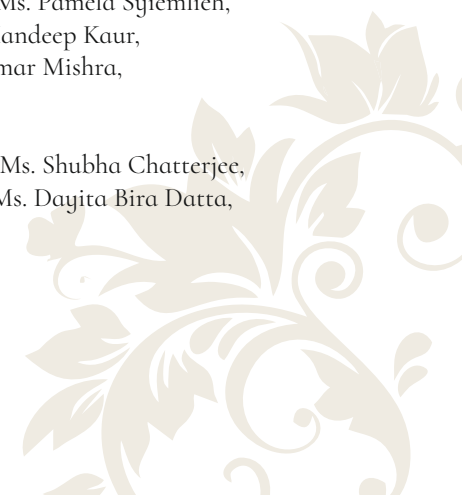 Ms. Pamela Syiemlieh,
andeep Kaur,
mar Mishra,
Ms. Shubha Chatterjee,
Ms. Dayita Bira Datta,